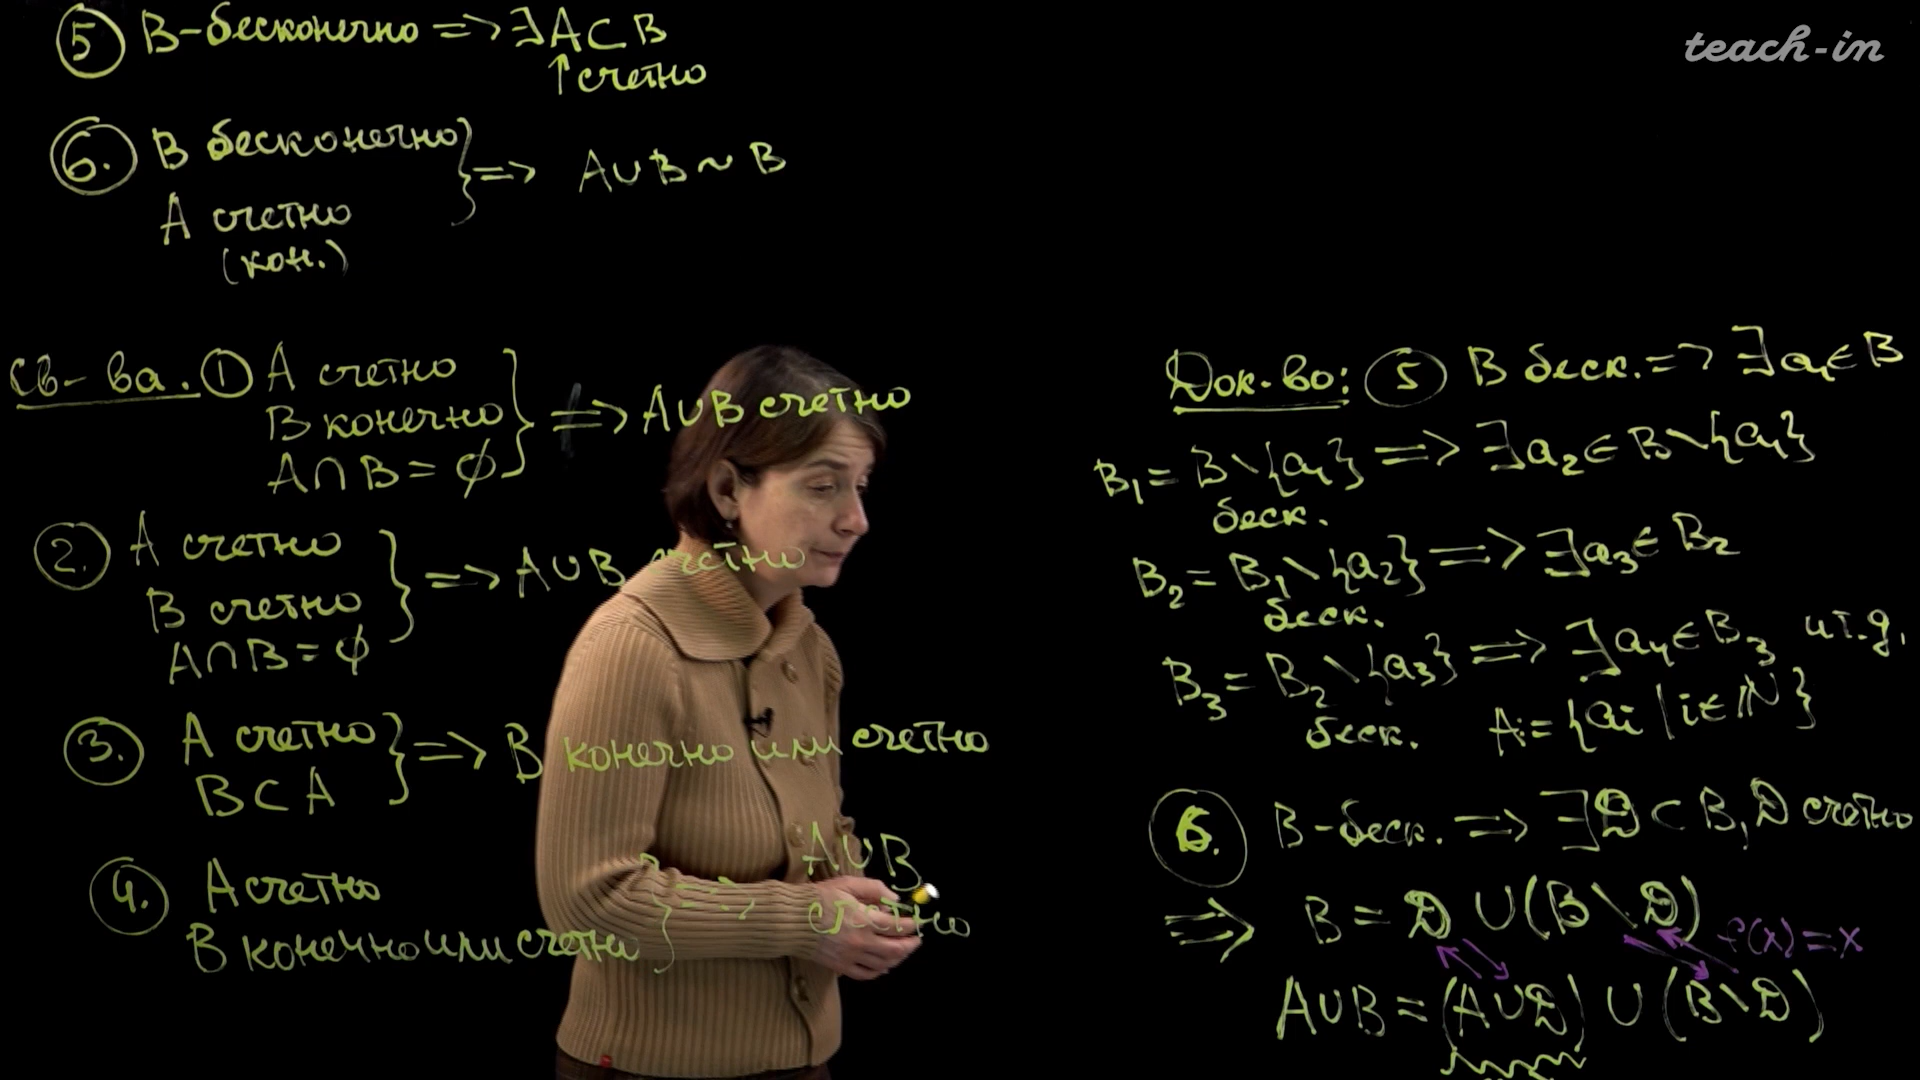 teach-in
⑤ В-бесконечно => ∃A⊂B
↑ счетно
⑥. В бесконечно } => A∪B ~ B
А счетно
(кон.)
Св-ва. ① А счетно
В конечно } => A∪B счетно
A∩B = ∅
②. А счетно
В счетно } => A∪B счетно
A∩B = ∅
③. А счетно } => В конечно или счетно
B⊂A
④. А счетно } => A∪B
В конечно или счетно счетно
Док-во: ⑤ В беск. => ∃a₁∈B
B₁ = B\{a₁} => ∃a₂∈B\{a₁}
беск.
B₂ = B₁\{a₂} => ∃a₃∈B₂
беск.
B₃ = B₂\{a₃} => ∃a₄∈B₃ и т.д.
беск. A:={ai | i∈ℕ}
⑥. В-беск. => ∃D⊂B, D счетно
=> B = D∪(B\D) f(x)=x
A∪B = (A∪D) ∪ (B\D)